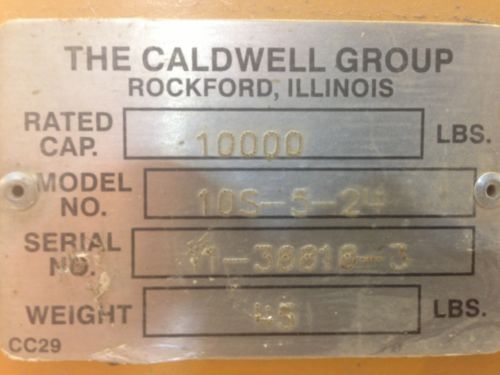 THE CALDWELL GROUP
ROCKFORD, ILLINOIS
RATED CAP. 10000 LBS.
MODEL NO. 10S-5-24
SERIAL NO.
WEIGHT 45 LBS.
CC29